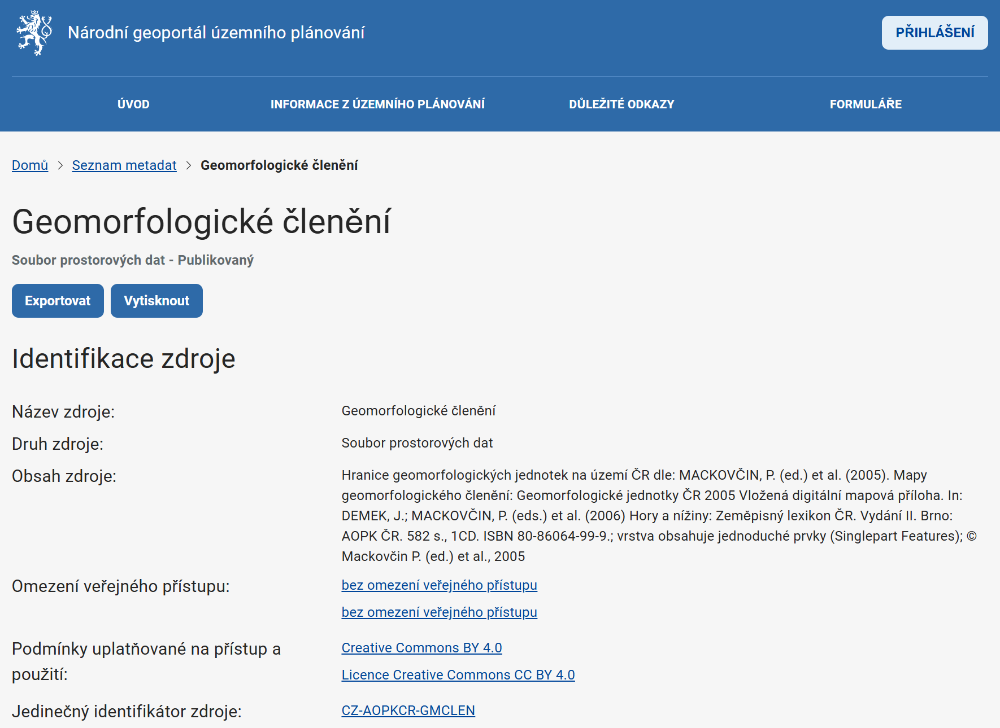 Národní geoportál územního plánování
PŘIHLÁŠENÍ
ÚVOD
INFORMACE Z ÚZEMNÍHO PLÁNOVÁNÍ
DŮLEŽITÉ ODKAZY
FORMULÁŘE
Domů > Seznam metadat > Geomorfologické členění
Geomorfologické členění
Soubor prostorových dat - Publikovaný
Exportovat
Vytisknout
Identifikace zdroje
Název zdroje:
Geomorfologické členění
Druh zdroje:
Soubor prostorových dat
Obsah zdroje:
Hranice geomorfologických jednotek na území ČR dle: MACKOVČIN, P. (ed.) et al. (2005). Mapy
geomorfologického členění: Geomorfologické jednotky ČR 2005 Vložená digitální mapová příloha. In:
DEMEK, J.; MACKOVČIN, P. (eds.) et al. (2006) Hory a nížiny: Zeměpisný lexikon ČR. Vydání II. Brno:
AOPK ČR. 582 s., 1CD. ISBN 80-86064-99-9.; vrstva obsahuje jednoduché prvky (Singlepart Features); ©
Mackovčin P. (ed.) et al., 2005
Omezení veřejného přístupu:
bez omezení veřejného přístupu
bez omezení veřejného přístupu
Podmínky uplatňované na přístup a
použití:
Creative Commons BY 4.0
Licence Creative Commons CC BY 4.0
Jedinečný identifikátor zdroje:
CZ-AOPKCR-GMCLEN